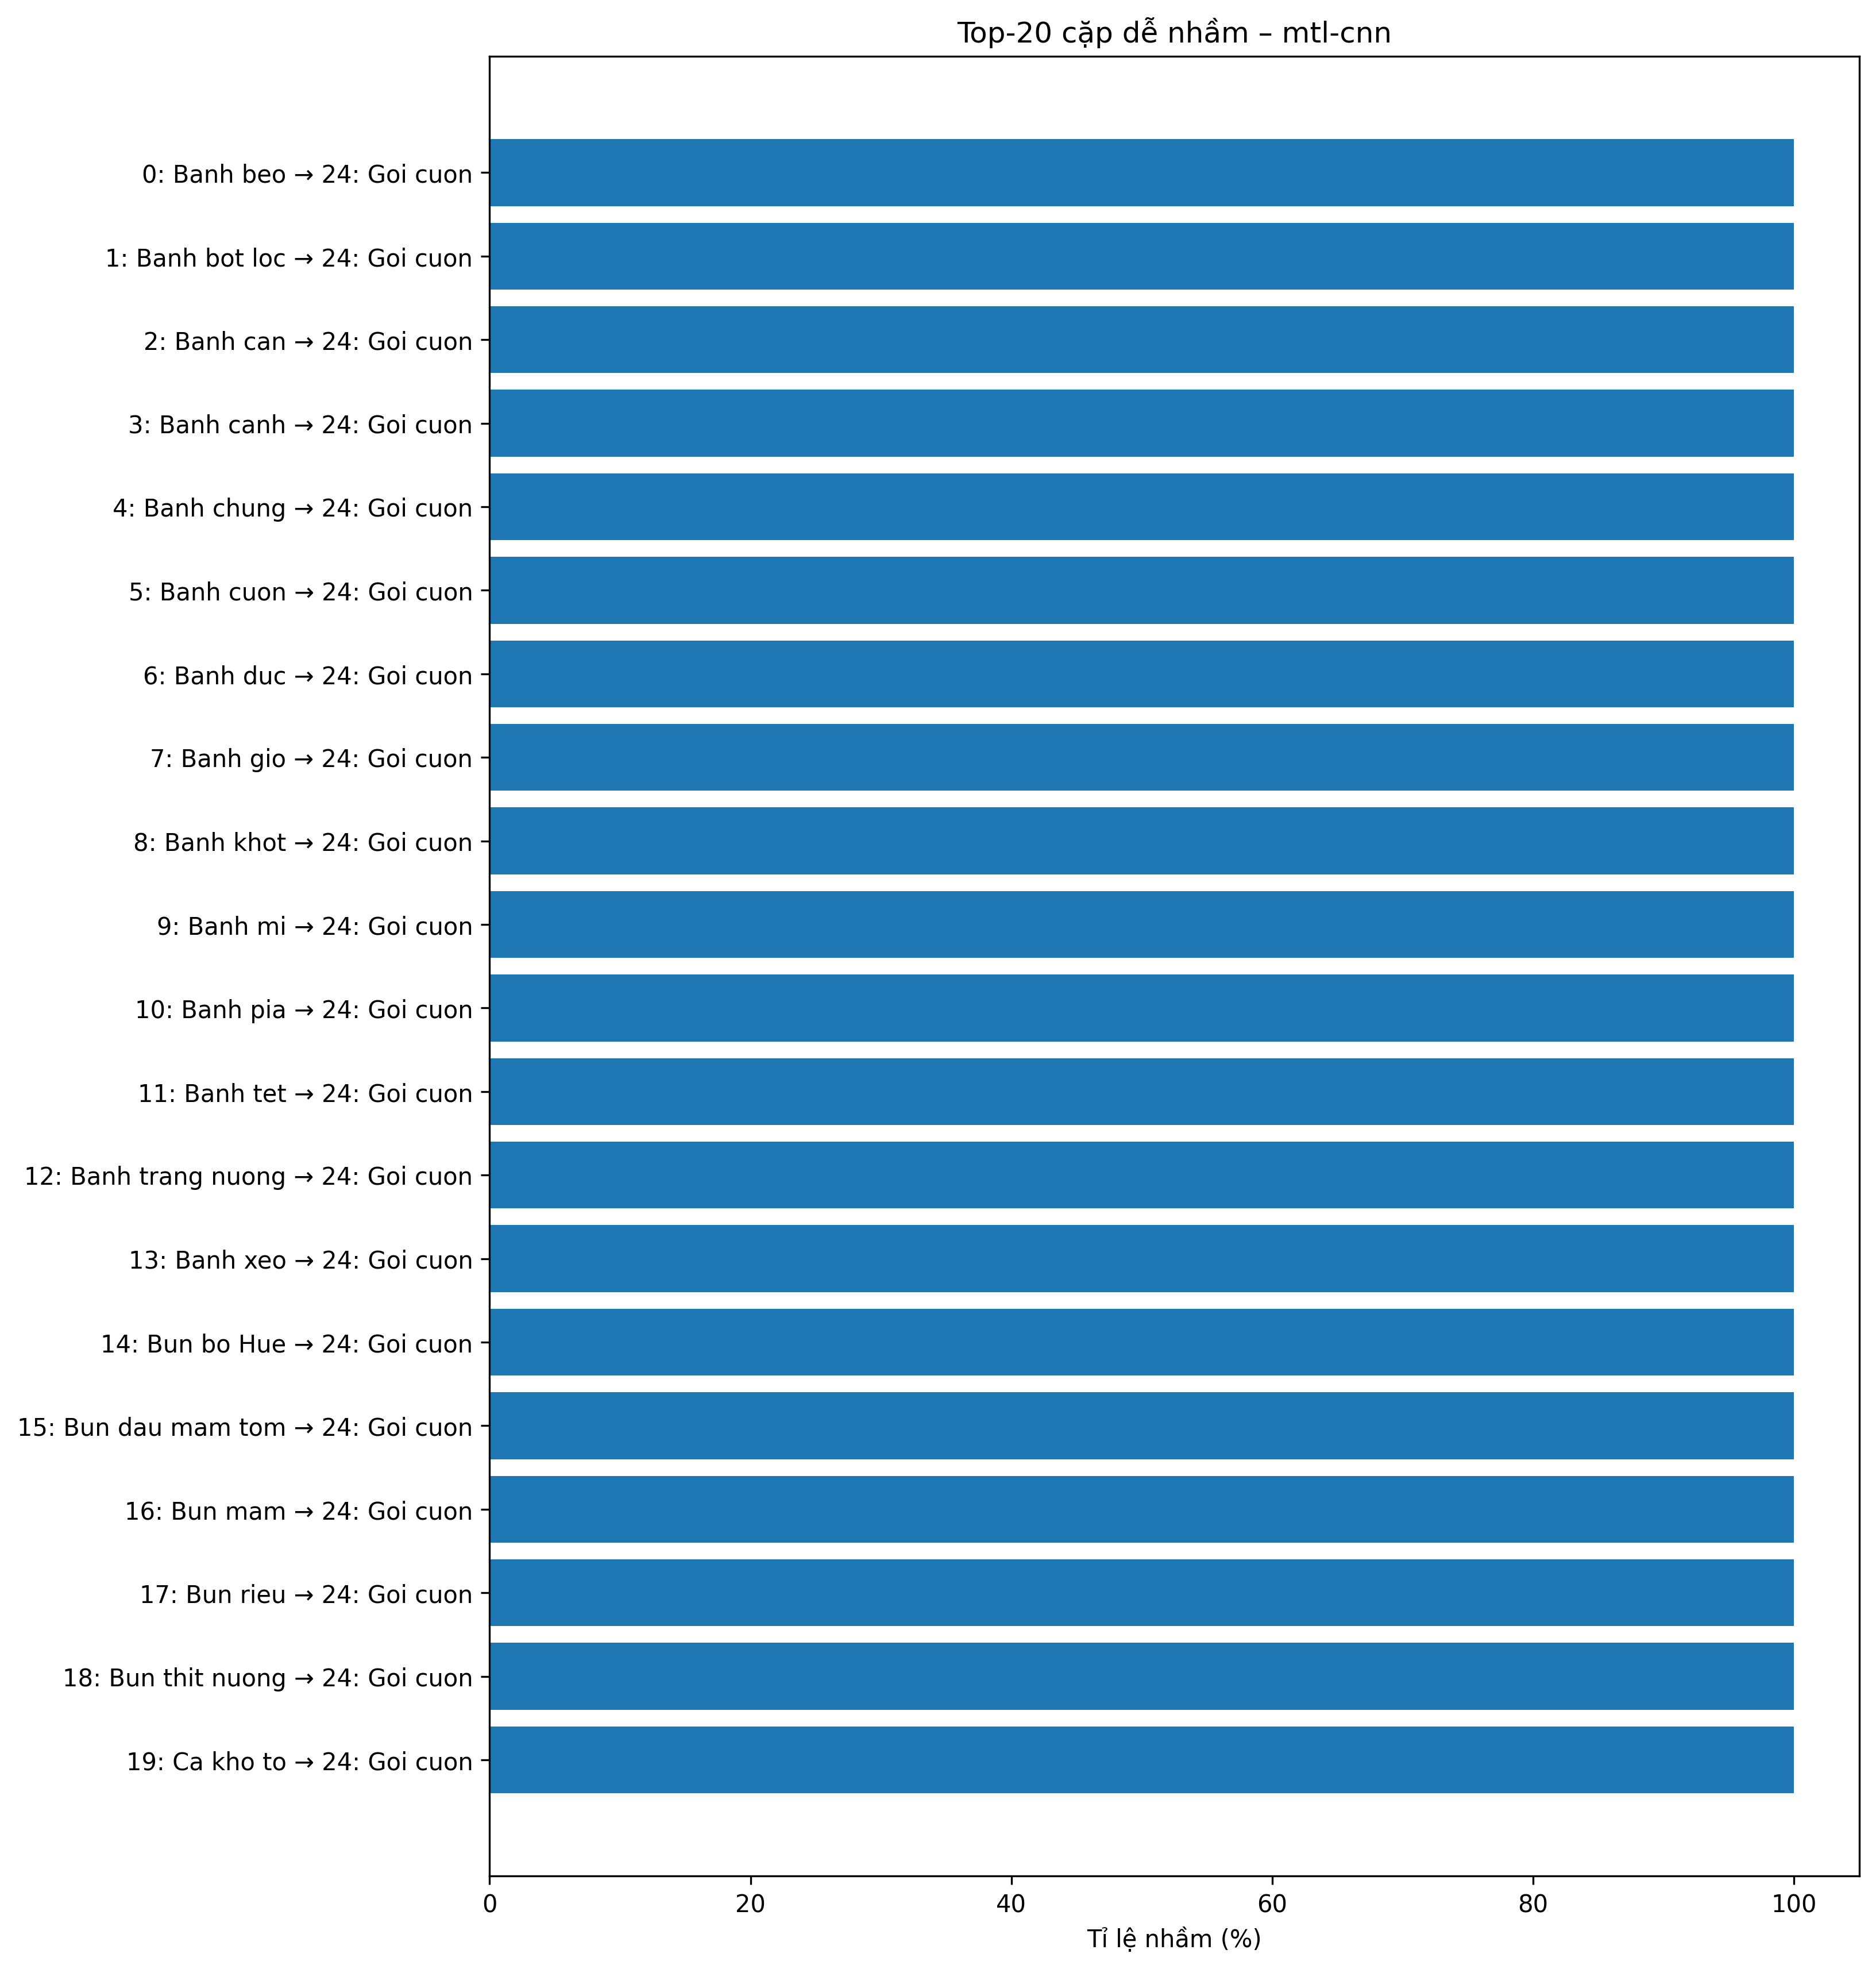 Top-20 cặp dễ nhầm – mtl-cnn
0: Banh beo → 24: Goi cuon
1: Banh bot loc → 24: Goi cuon
2: Banh can → 24: Goi cuon
3: Banh canh → 24: Goi cuon
4: Banh chung → 24: Goi cuon
5: Banh cuon → 24: Goi cuon
6: Banh duc → 24: Goi cuon
7: Banh gio → 24: Goi cuon
8: Banh khot → 24: Goi cuon
9: Banh mi → 24: Goi cuon
10: Banh pia → 24: Goi cuon
11: Banh tet → 24: Goi cuon
12: Banh trang nuong → 24: Goi cuon
13: Banh xeo → 24: Goi cuon
14: Bun bo Hue → 24: Goi cuon
15: Bun dau mam tom → 24: Goi cuon
16: Bun mam → 24: Goi cuon
17: Bun rieu → 24: Goi cuon
18: Bun thit nuong → 24: Goi cuon
19: Ca kho to → 24: Goi cuon
0 20 40 60 80 100
Tỉ lệ nhầm (%)